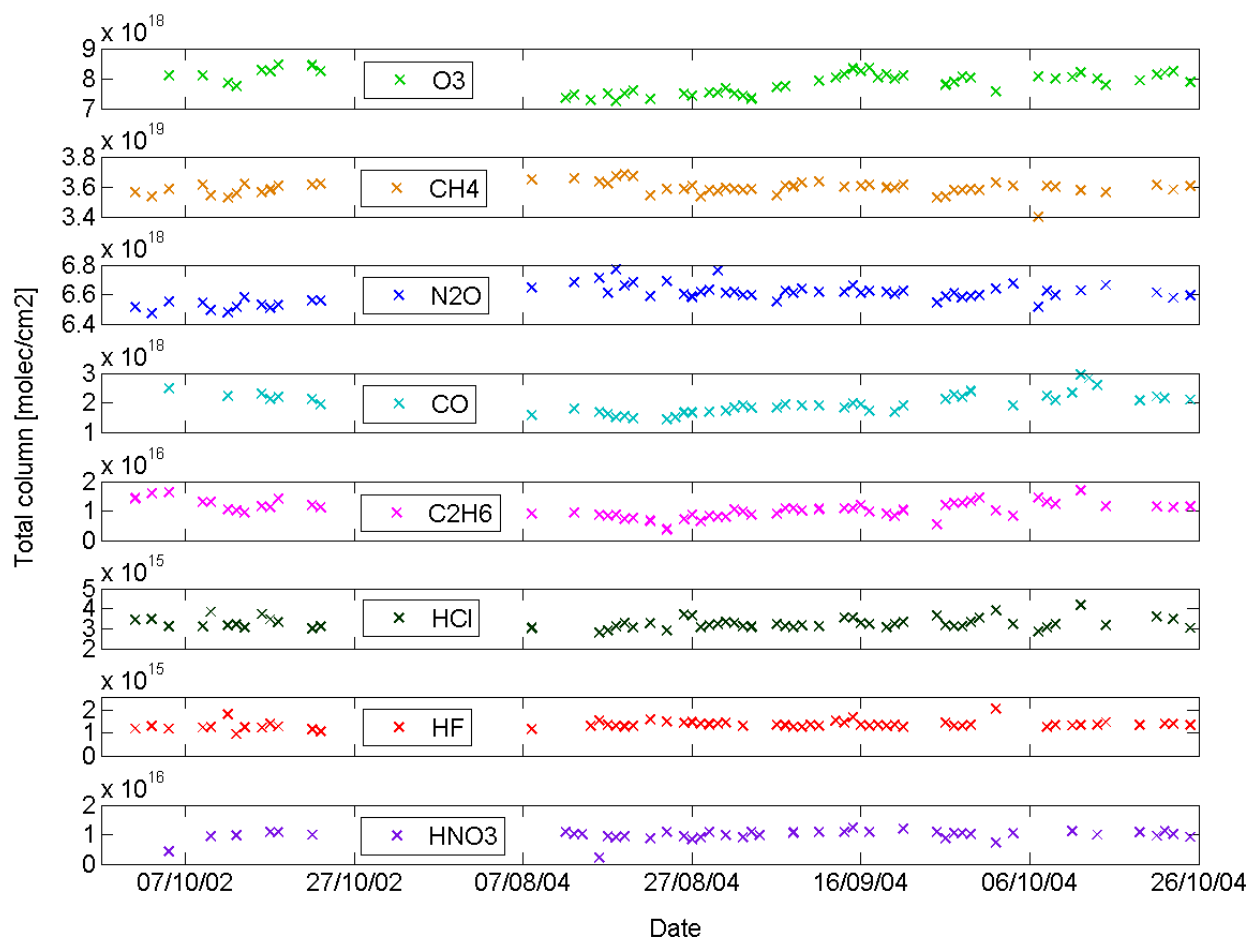 x 10^18
9
8
7
O3
x 10^19
3.8
3.6
3.4
CH4
x 10^18
6.8
6.6
6.4
N2O
x 10^18
3
2
1
CO
x 10^16
2
1
0
C2H6
x 10^15
5
4
3
2
HCl
x 10^15
2
1
0
HF
x 10^16
2
1
0
HNO3
07/10/02 27/10/02 07/08/04 27/08/04 16/09/04 06/10/04 26/10/04
Date
Total column [molec/cm2]